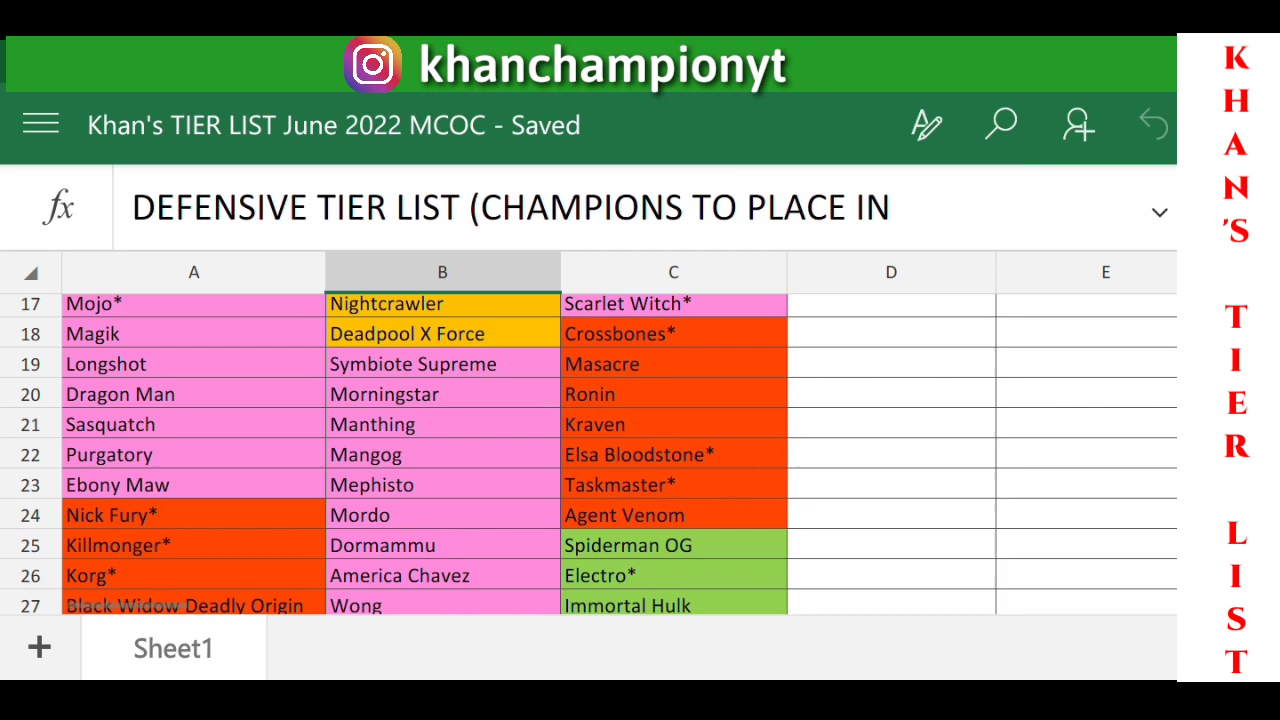 khanchampionyt
Khan's TIER LIST June 2022 MCOC - Saved
fx DEFENSIVE TIER LIST (CHAMPIONS TO PLACE IN
A B C D E
17 Mojo* Nightcrawler Scarlet Witch*
18 Magik Deadpool X Force Crossbones*
19 Longshot Symbiote Supreme Masacre
20 Dragon Man Morningstar Ronin
21 Sasquatch Manthing Kraven
22 Purgatory Mangog Elsa Bloodstone*
23 Ebony Maw Mephisto Taskmaster*
24 Nick Fury* Mordo Agent Venom
25 Killmonger* Dormammu Spiderman OG
26 Korg* America Chavez Electro*
27 Black Widow Deadly Origin Wong Immortal Hulk
+ Sheet1
KHAN'S TIER LIST